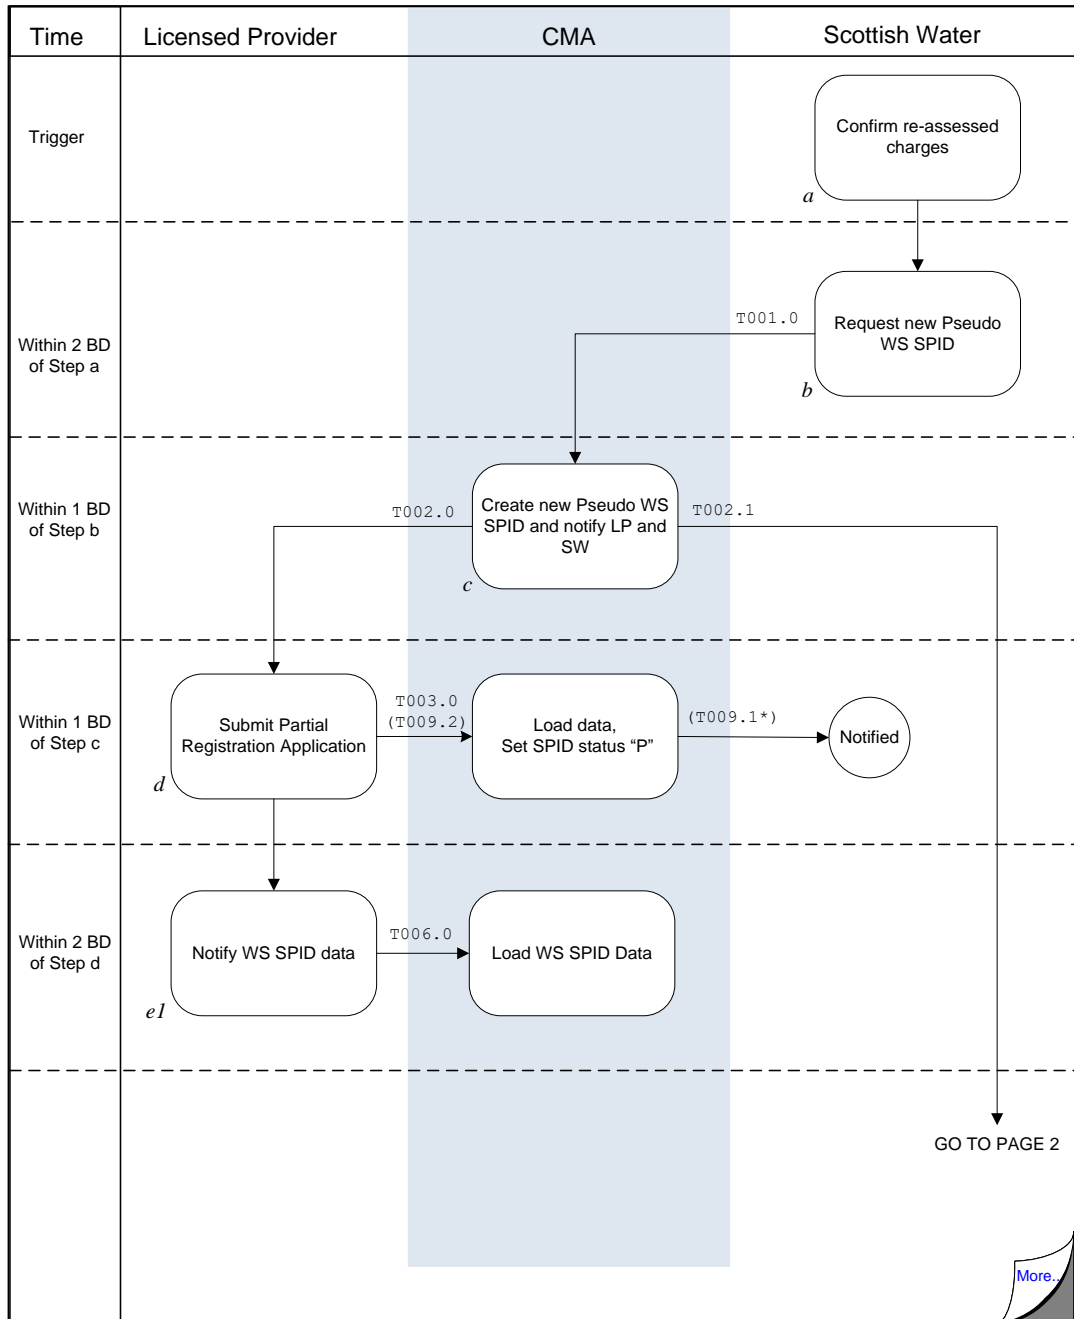 Time
Licensed Provider
CMA
Scottish Water
Trigger
Confirm re-assessed
charges
a
Within 2 BD
of Step a
T001.0
Request new Pseudo
WS SPID
b
Within 1 BD
of Step b
T002.0
Create new Pseudo WS
SPID and notify LP and
SW
T002.1
c
Within 1 BD
of Step c
Submit Partial
Registration Application
d
T003.0
(T009.2)
Load data,
Set SPID status “P”
(T009.1*)
Notified
Within 2 BD
of Step d
Notify WS SPID data
e1
T006.0
Load WS SPID Data
GO TO PAGE 2
More..